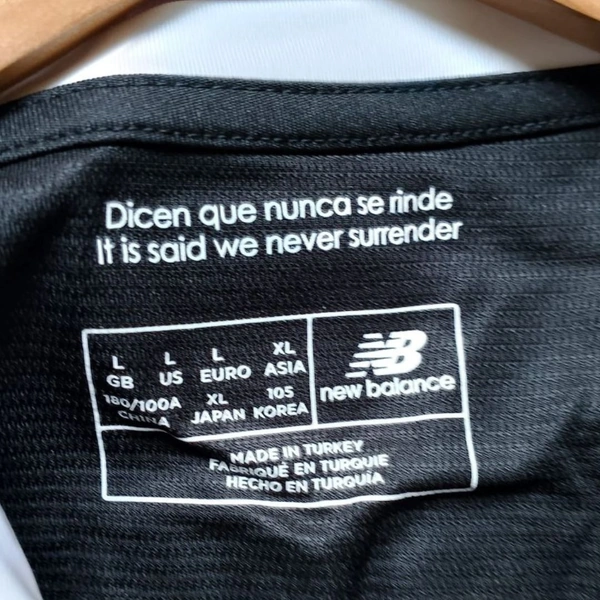 Dicen que nunca se rinde
It is said we never surrender
L GB
L US
L EURO
XL ASIA
180/100A CHINA
XL JAPAN
105 KOREA
NB
new balance
MADE IN TURKEY
FABRIQUÉ EN TURQUIE
HECHO EN TURQUÍA